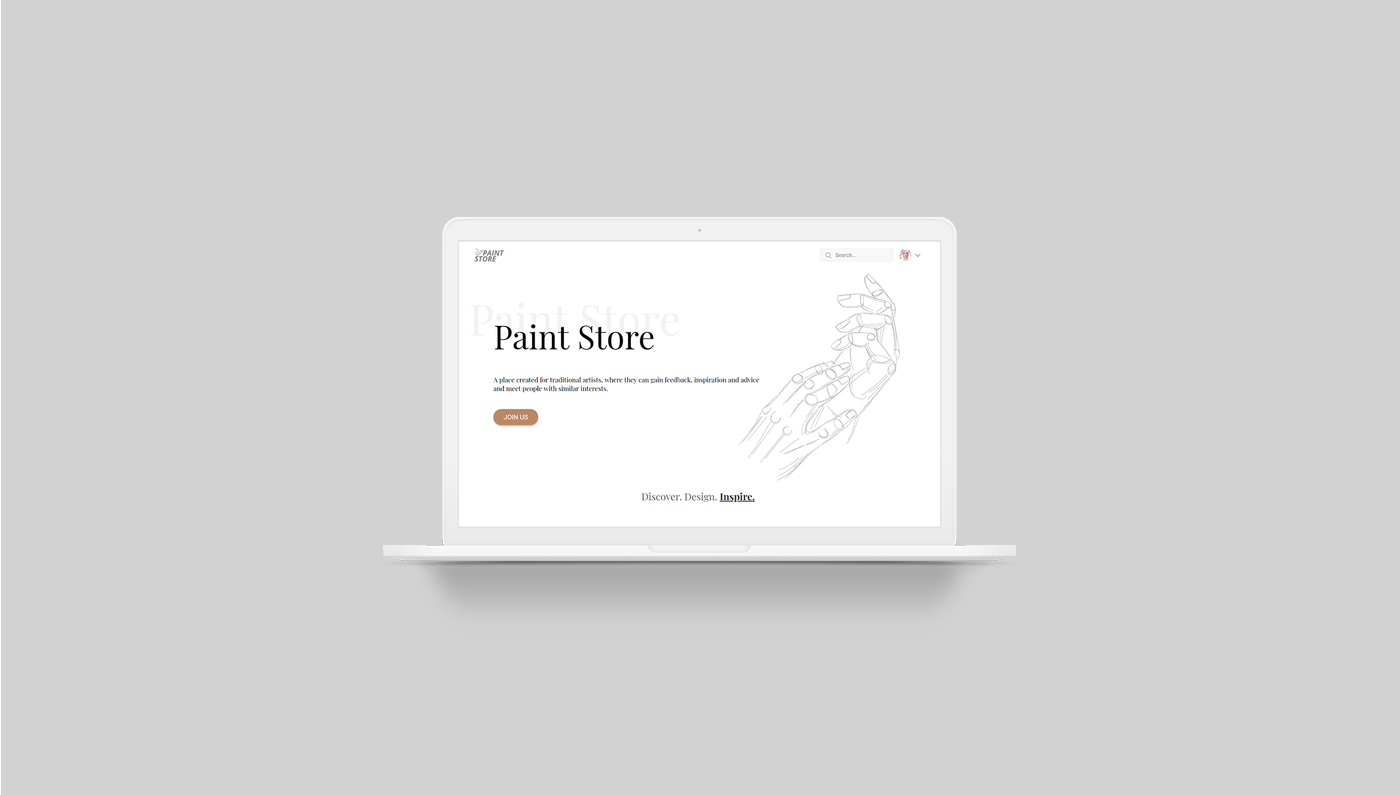 PAINT
STORE
Search...
Paint Store
Paint Store
A place created for traditional artists, where they can gain feedback, inspiration and advice
and meet people with similar interests.
JOIN US
Discover. Design. Inspire.